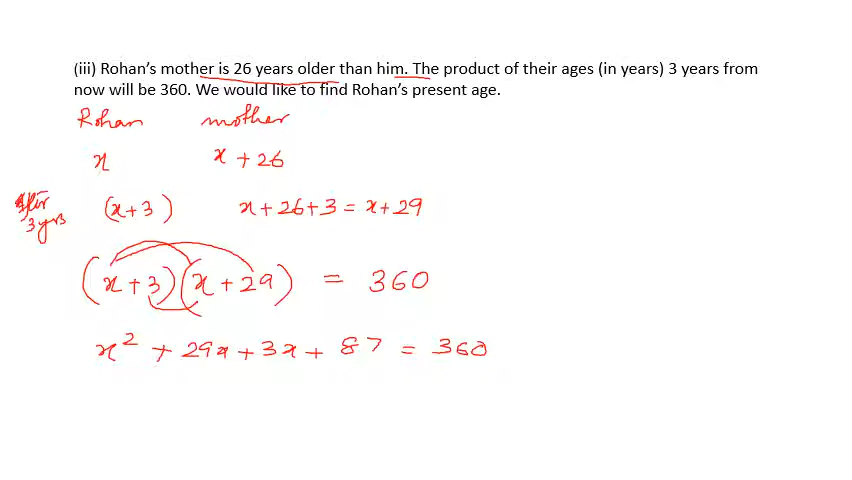 (iii) Rohan's mother is 26 years older than him. The product of their ages (in years) 3 years from
now will be 360. We would like to find Rohan's present age.
Rohan mother
x x + 26
After 3 yrs (x+3) x+26+3 = x+29
(x+3)(x+29) = 360
x² + 29x + 3x + 87 = 360